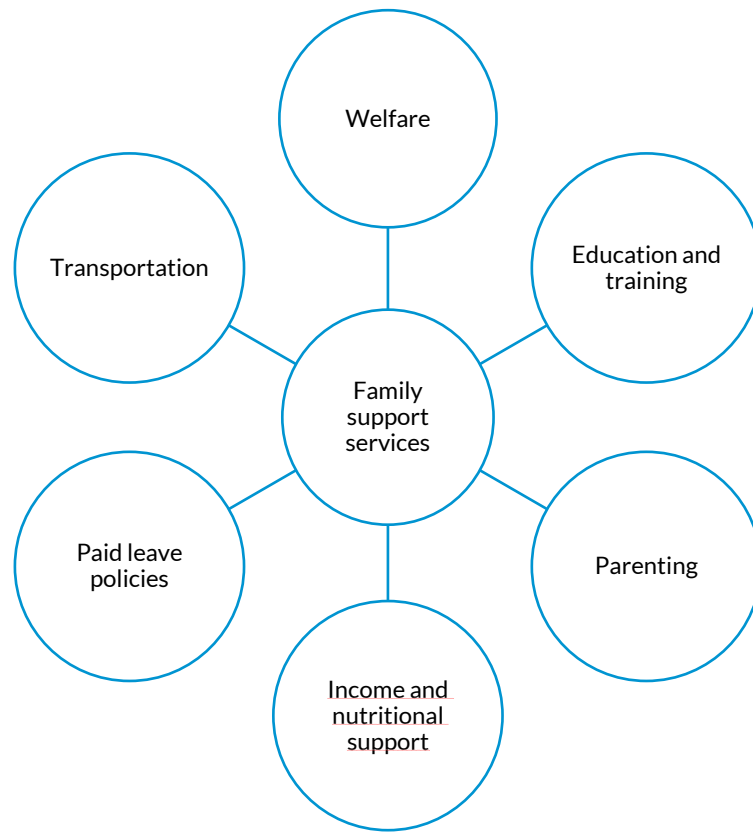 Welfare
Transportation
Education and
training
Family
support
services
Paid leave
policies
Parenting
Income and
nutritional
support